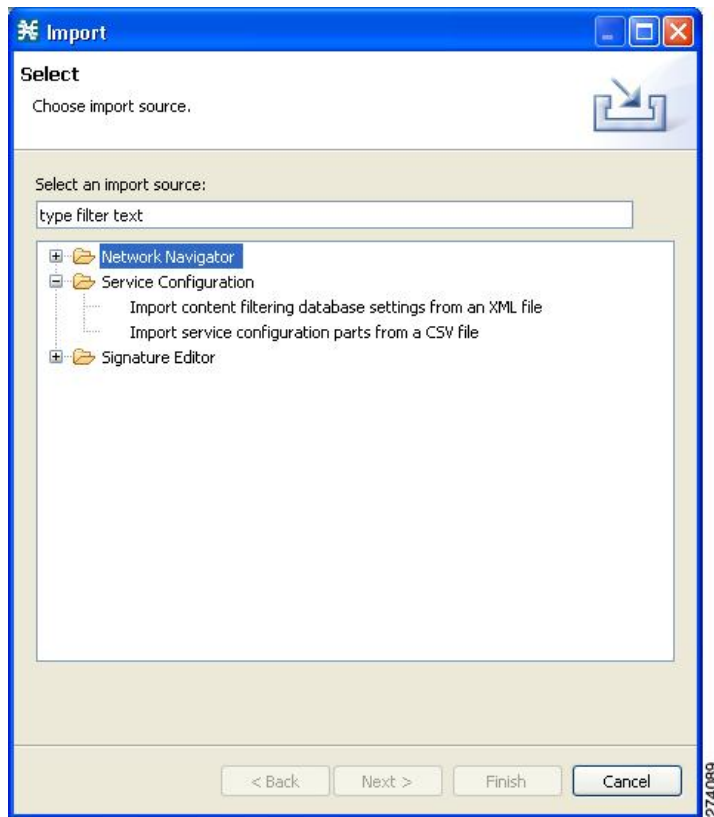 Import
Select
Choose import source.
Select an import source:
type filter text
Network Navigator
Service Configuration
Import content filtering database settings from an XML file
Import service configuration parts from a CSV file
Signature Editor
< Back
Next >
Finish
Cancel
274089